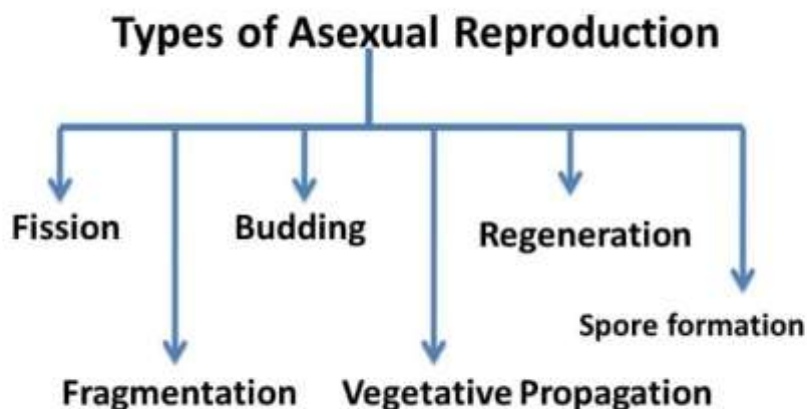 Types of Asexual Reproduction
Fission
Budding
Regeneration
Spore formation
Fragmentation
Vegetative Propagation